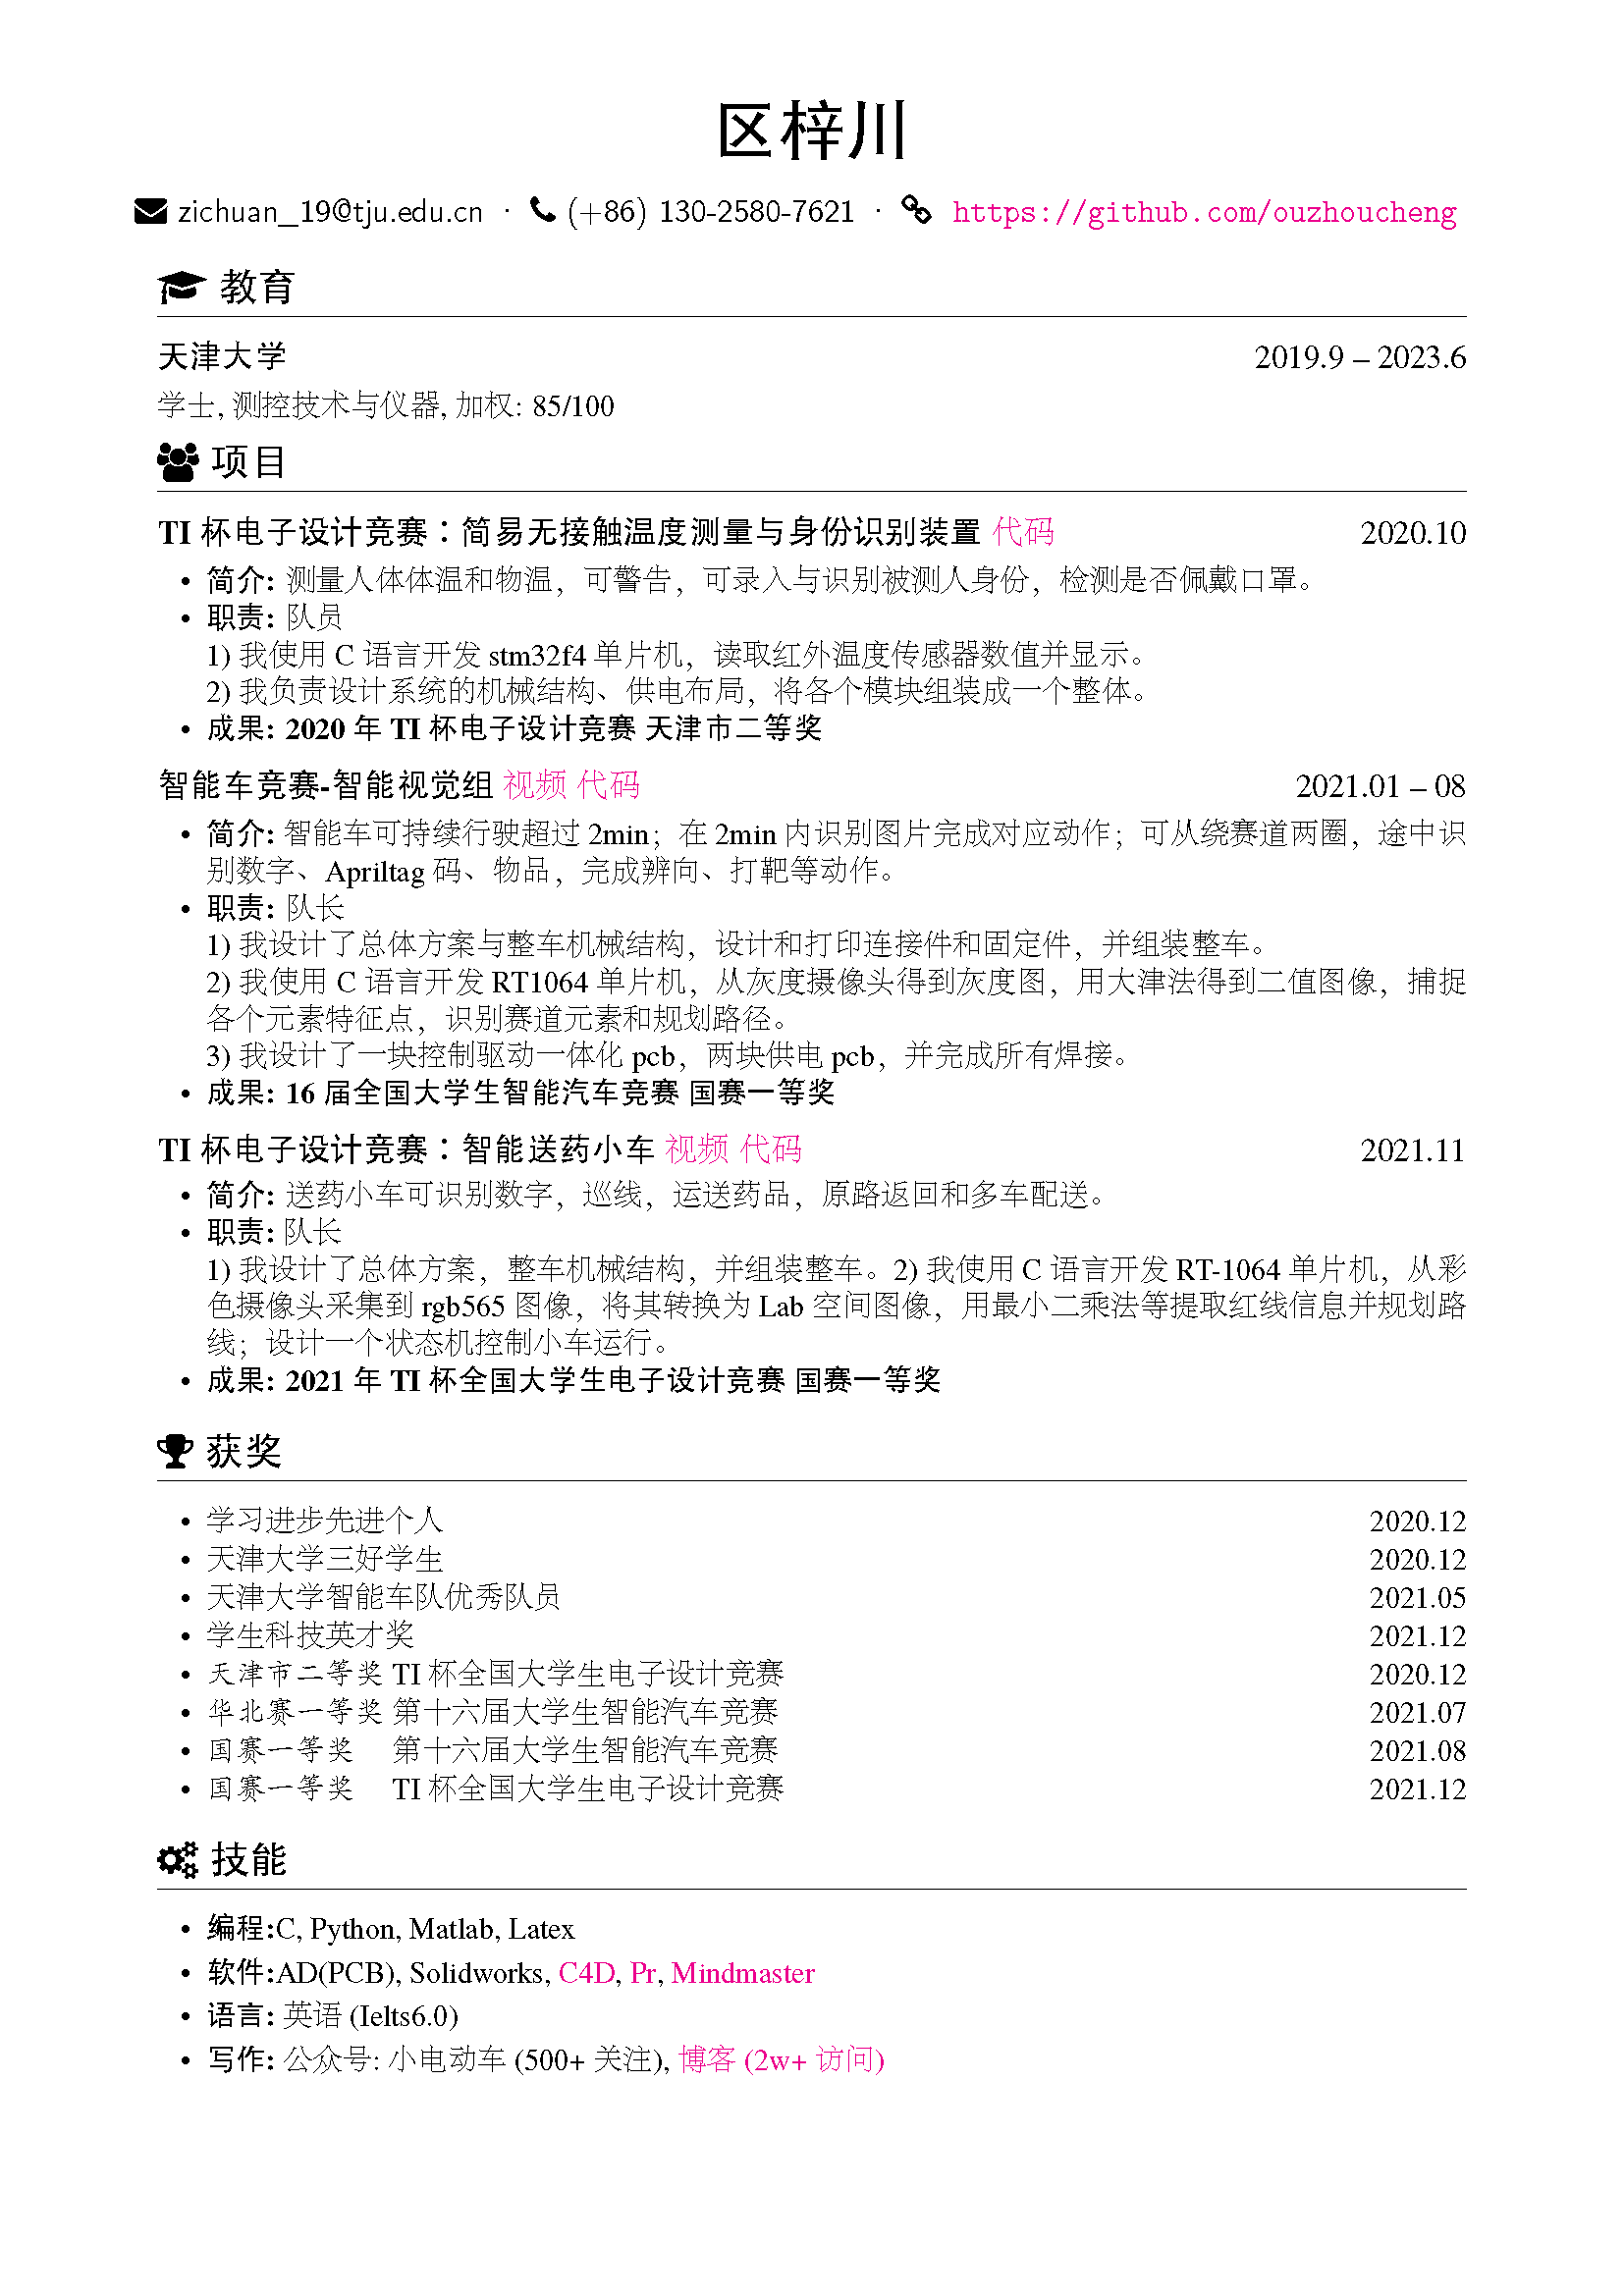 区梓川
zichuan_19@tju.edu.cn · (+86) 130-2580-7621 · https://github.com/ouzhoucheng
教育
天津大学 2019.9 – 2023.6
学士, 测控技术与仪器, 加权: 85/100
项目
TI 杯电子设计竞赛：简易无接触温度测量与身份识别装置 代码 2020.10
• 简介: 测量人体体温和物温，可警告，可录入与识别被测人身份，检测是否佩戴口罩。
• 职责: 队员
1) 我使用 C 语言开发 stm32f4 单片机，读取红外温度传感器数值并显示。
2) 我负责设计系统的机械结构、供电布局，将各个模块组装成一个整体。
• 成果: 2020 年 TI 杯电子设计竞赛 天津市二等奖
智能车竞赛-智能视觉组 视频 代码 2021.01 – 08
• 简介: 智能车可持续行驶超过 2min；在 2min 内识别图片完成对应动作；可从绕赛道两圈，途中识
别数字、Apriltag 码、物品，完成辨向、打靶等动作。
• 职责: 队长
1) 我设计了总体方案与整车机械结构，设计和打印连接件和固定件，并组装整车。
2) 我使用 C 语言开发 RT1064 单片机，从灰度摄像头得到灰度图，用大津法得到二值图像，捕捉
各个元素特征点，识别赛道元素和规划路径。
3) 我设计了一块控制驱动一体化 pcb，两块供电 pcb，并完成所有焊接。
• 成果: 16 届全国大学生智能汽车竞赛 国赛一等奖
TI 杯电子设计竞赛：智能送药小车 视频 代码 2021.11
• 简介: 送药小车可识别数字，巡线，运送药品，原路返回和多车配送。
• 职责: 队长
1) 我设计了总体方案，整车机械结构，并组装整车。2) 我使用 C 语言开发 RT-1064 单片机，从彩
色摄像头采集到 rgb565 图像，将其转换为 Lab 空间图像，用最小二乘法等提取红线信息并规划路
线；设计一个状态机控制小车运行。
• 成果: 2021 年 TI 杯全国大学生电子设计竞赛 国赛一等奖
获奖
• 学习进步先进个人 2020.12
• 天津大学三好学生 2020.12
• 天津大学智能车队优秀队员 2021.05
• 学生科技英才奖 2021.12
• 天津市二等奖 TI 杯全国大学生电子设计竞赛 2020.12
• 华北赛一等奖 第十六届大学生智能汽车竞赛 2021.07
• 国赛一等奖 第十六届大学生智能汽车竞赛 2021.08
• 国赛一等奖 TI 杯全国大学生电子设计竞赛 2021.12
技能
• 编程:C, Python, Matlab, Latex
• 软件:AD(PCB), Solidworks, C4D, Pr, Mindmaster
• 语言: 英语 (Ielts6.0)
• 写作: 公众号: 小电动车 (500+ 关注), 博客 (2w+ 访问)